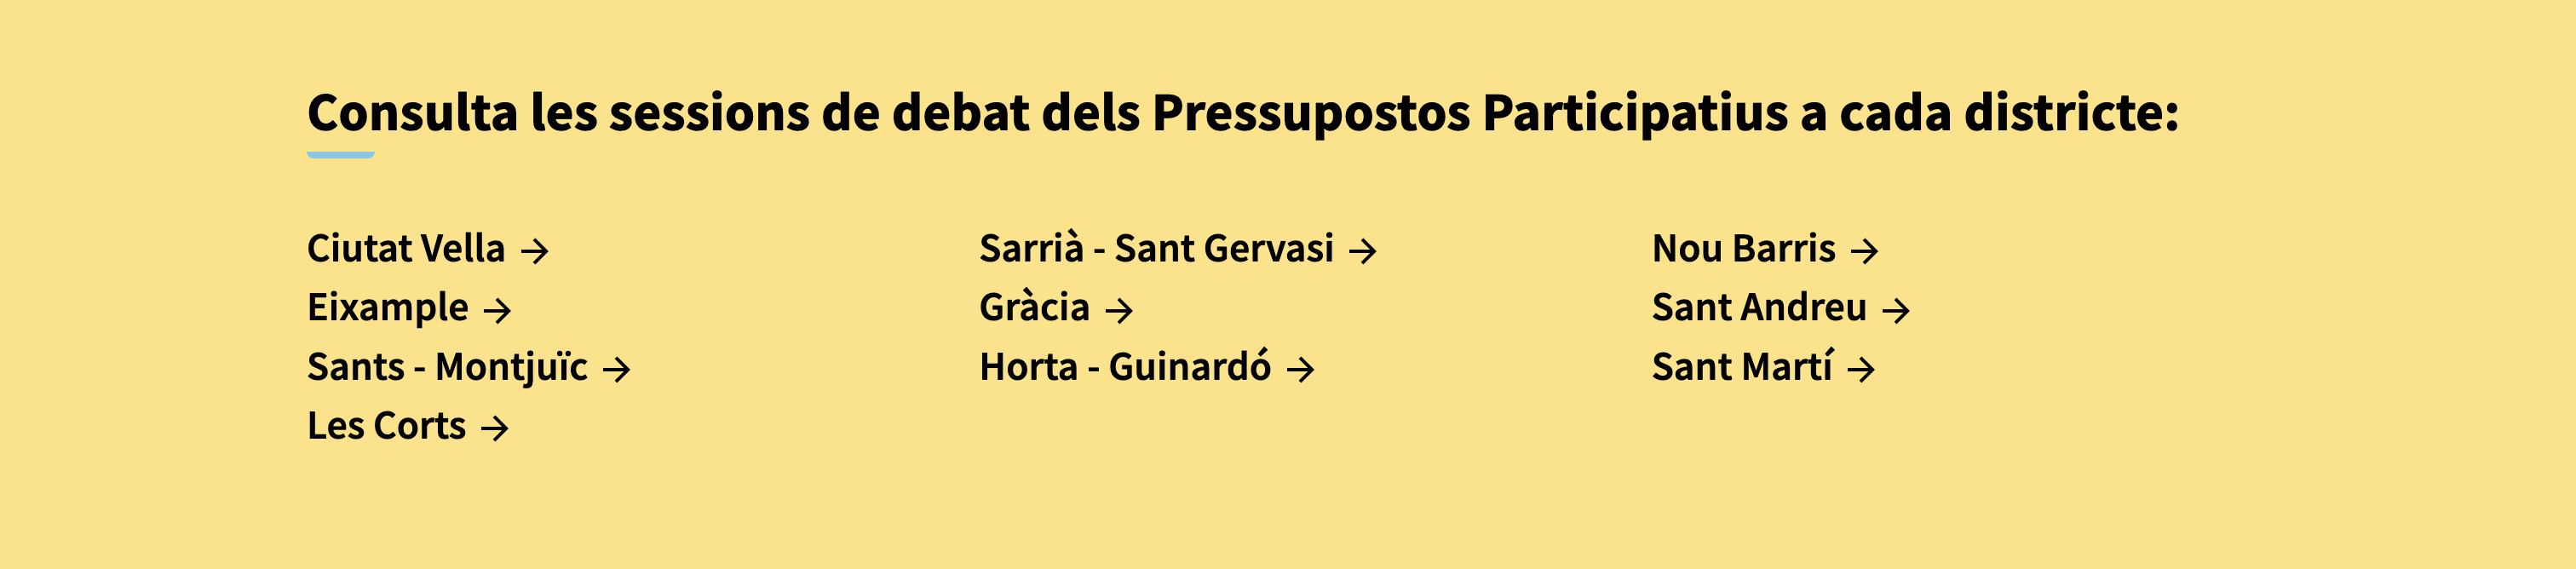 Consulta les sessions de debat dels Pressupostos Participatius a cada districte:
Ciutat Vella →
Eixample →
Sants - Montjuïc →
Les Corts →
Sarrià - Sant Gervasi →
Gràcia →
Horta - Guinardó →
Nou Barris →
Sant Andreu →
Sant Martí →